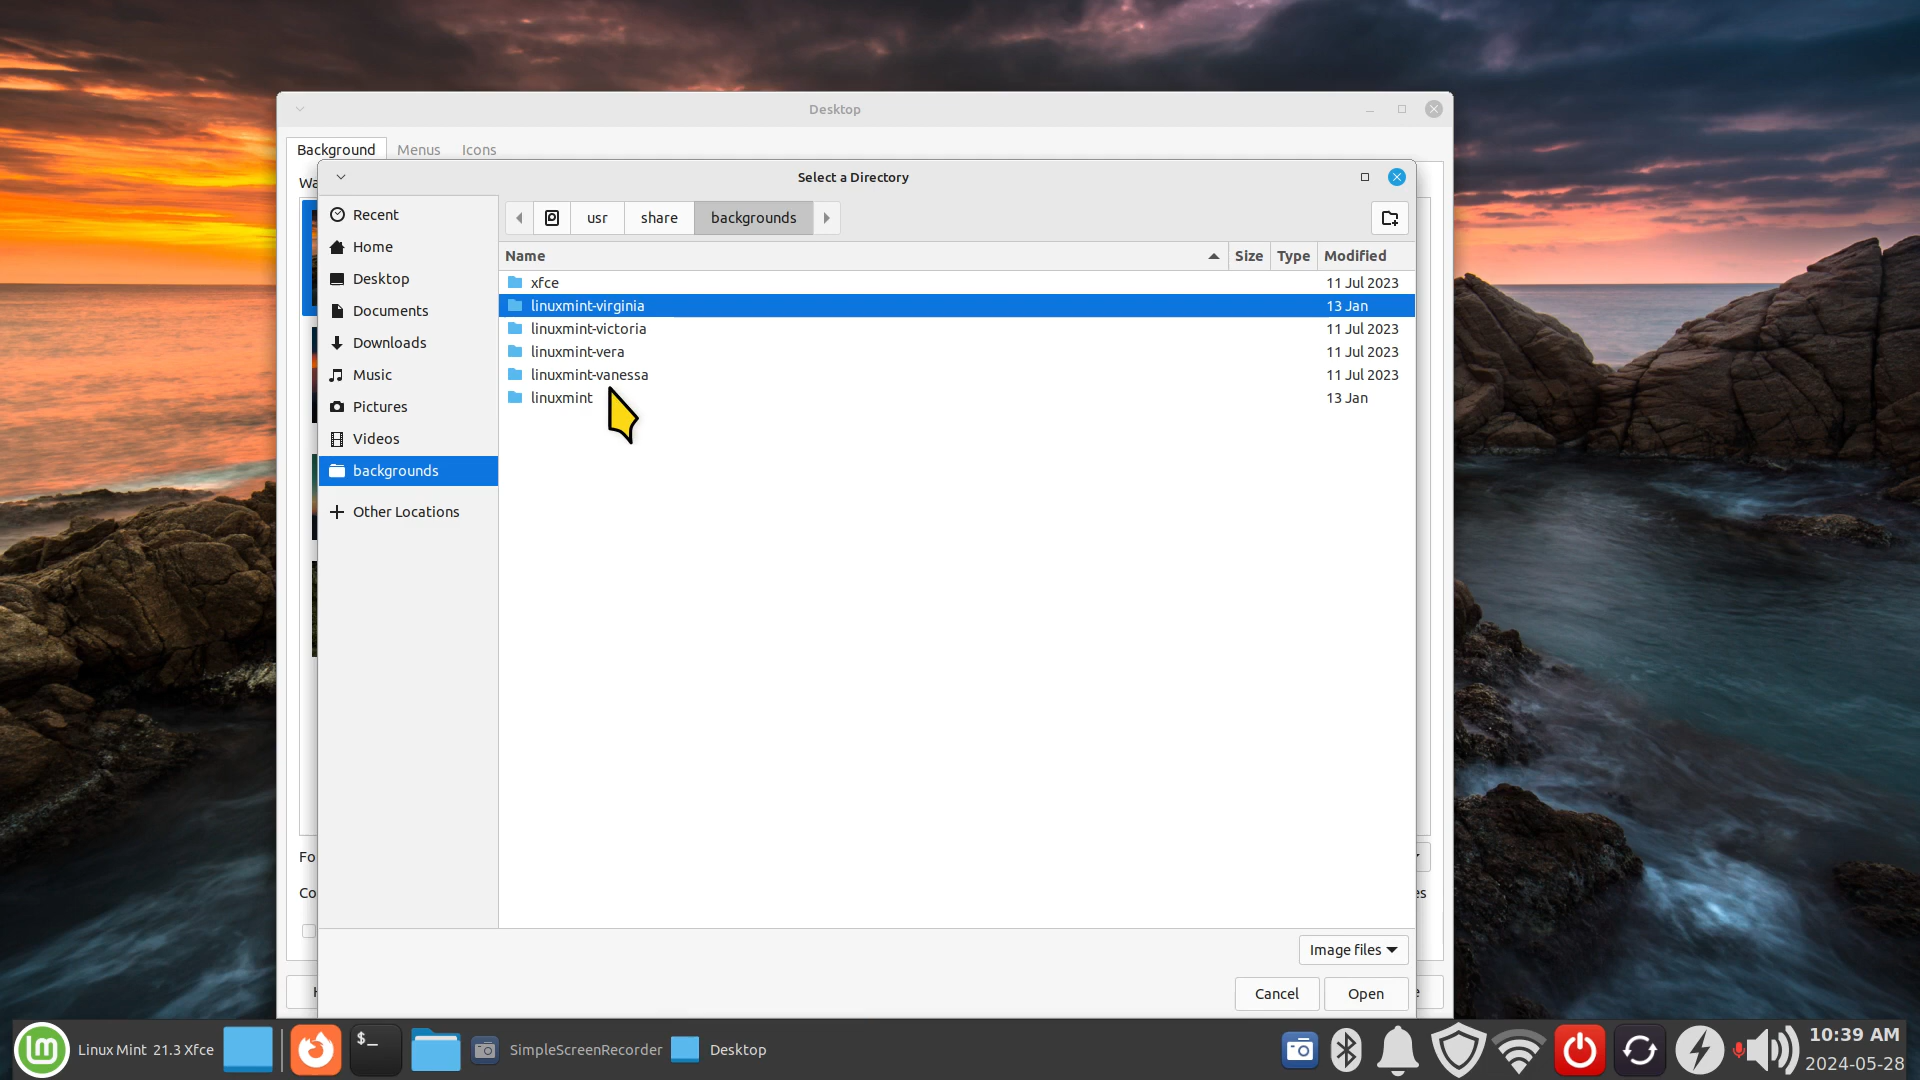 Desktop
Background Menus Icons
Wa
Select a Directory
Recent
Home
Desktop
Documents
Downloads
Music
Pictures
Videos
backgrounds
Other Locations
usr share backgrounds
Name Size Type Modified
xfce 11 Jul 2023
linuxmint-virginia 13 Jan
linuxmint-victoria 11 Jul 2023
linuxmint-vera 11 Jul 2023
linuxmint-vanessa 11 Jul 2023
linuxmint 13 Jan
Fo
Co
es
Image files
Cancel Open
Linux Mint 21.3 Xfce
$_
SimpleScreenRecorder
Desktop
10:39 AM
2024-05-28